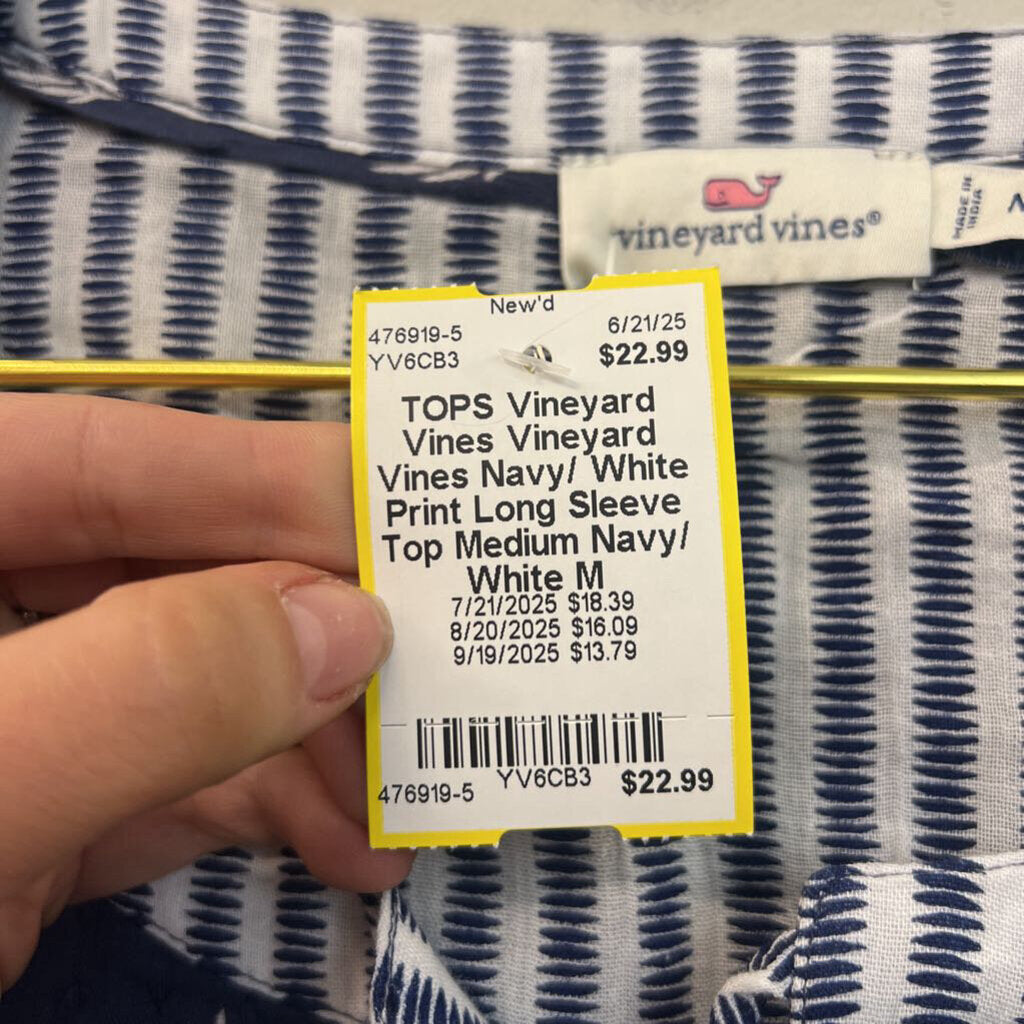 vineyard vines®
MADE IN
INDIA
New'd
476919-5 6/21/25
YV6CB3 $22.99
TOPS Vineyard
Vines Vineyard
Vines Navy/ White
Print Long Sleeve
Top Medium Navy/
White M
7/21/2025 $18.39
8/20/2025 $16.09
9/19/2025 $13.79
476919-5 YV6CB3 $22.99